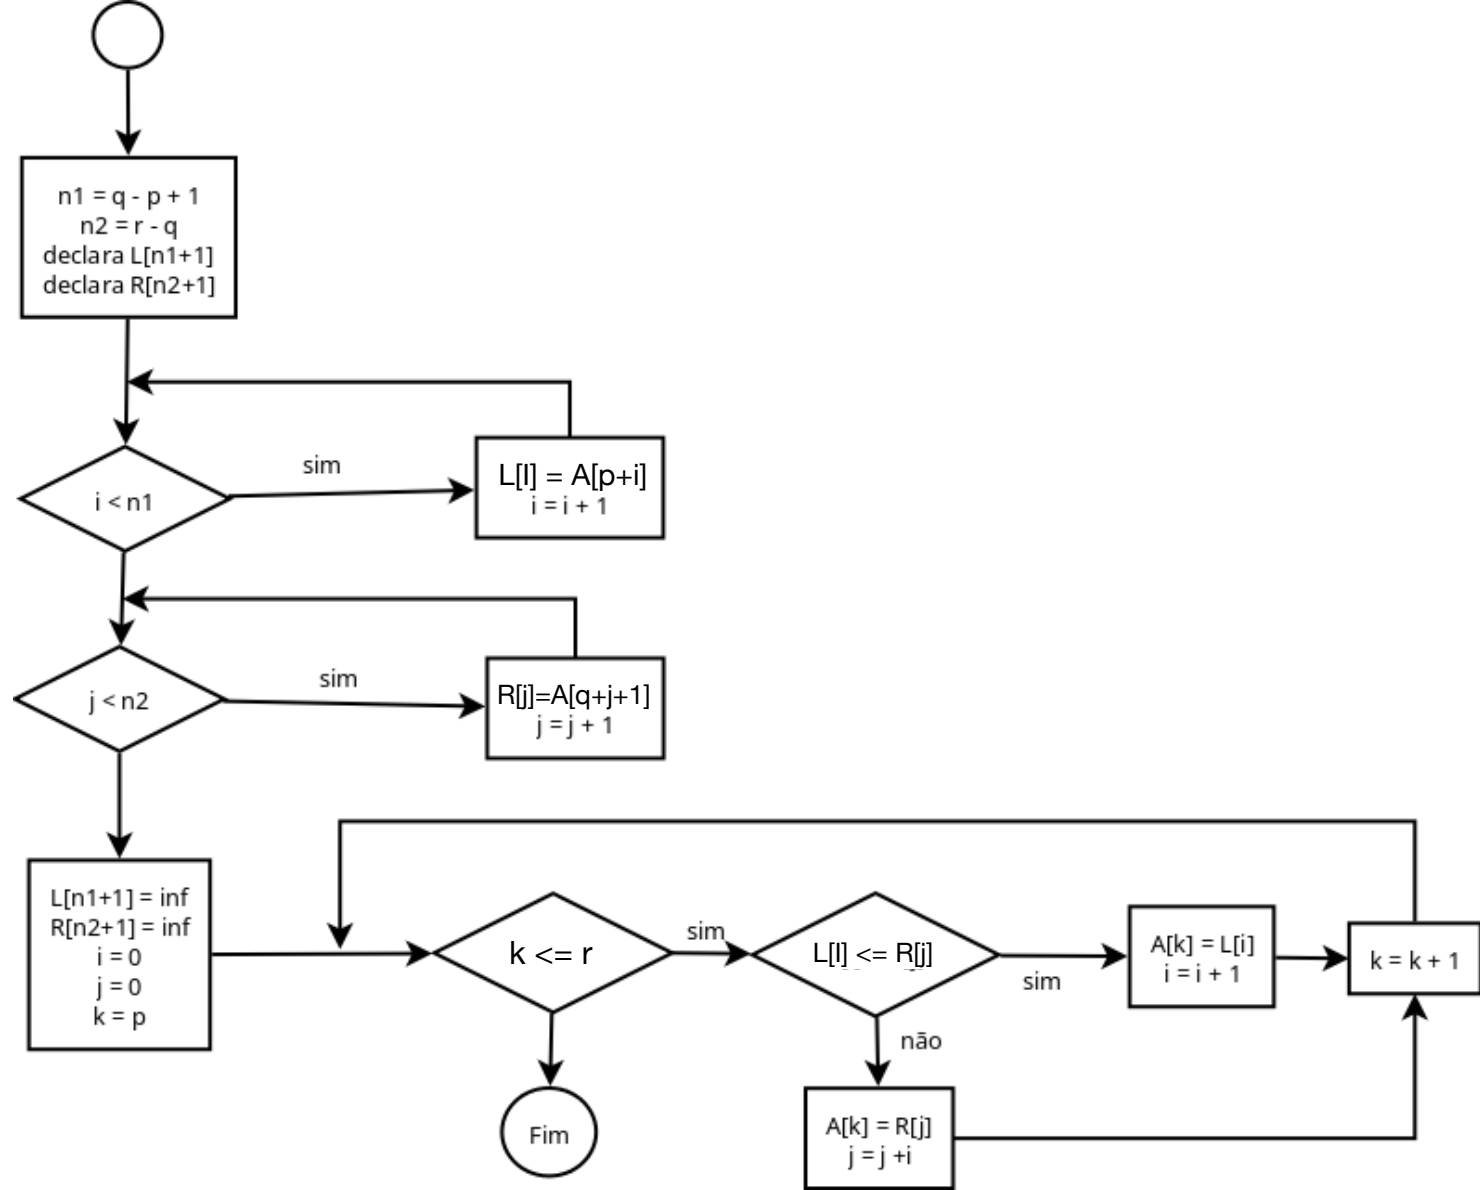 n1 = q - p + 1
n2 = r - q
declara L[n1+1]
declara R[n2+1]
i < n1
sim
L[I] = A[p+i]
i = i + 1
j < n2
sim
R[j]=A[q+j+1]
j = j + 1
L[n1+1] = inf
R[n2+1] = inf
i = 0
j = 0
k = p
k <= r
sim
L[I] <= R[j]
sim
A[k] = L[i]
i = i + 1
k = k + 1
não
A[k] = R[j]
j = j +i
Fim